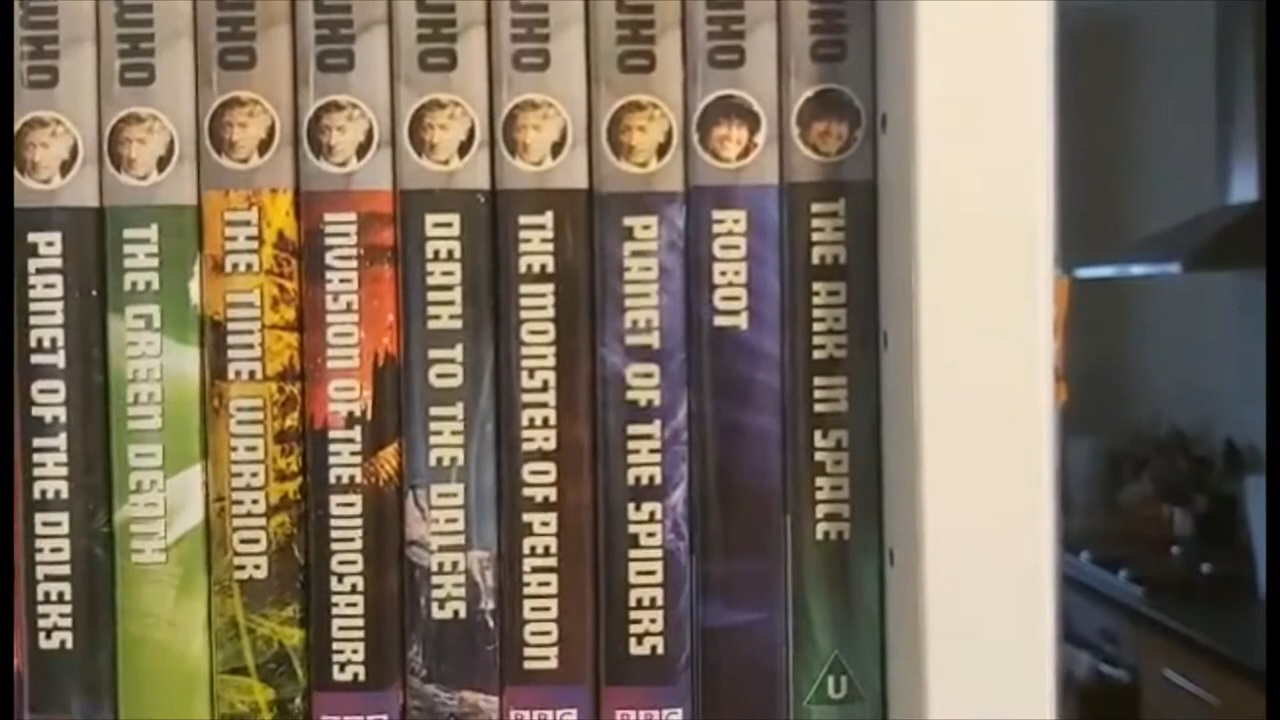 WHO
PLANET OF THE DALEKS
WHO
THE GREEN DEATH
WHO
THE TIME WARRIOR
WHO
INVASION OF THE DINOSAURS
WHO
DEATH TO THE DALEKS
WHO
THE MONSTER OF PELADON
BBC
WHO
PLANET OF THE SPIDERS
BBC
WHO
ROBOT
WHO
THE ARK IN SPACE
U